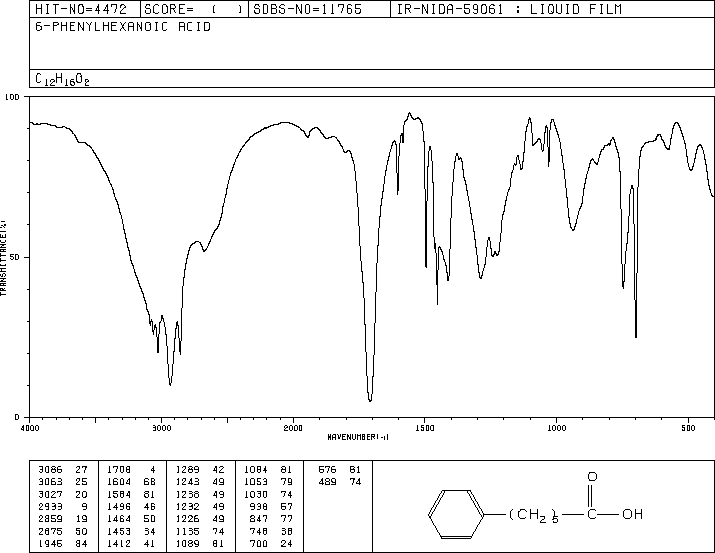 HIT-NO=4472 SCORE= ( ) SDBS-NO=11765 IR-NIDA-59061 : LIQUID FILM
6-PHENYLHEXANOIC ACID
C12H16O2
100
50
0
TRANSMITTANCE(%)
4000 3000 2000 1500 1000 500
WAVENUMBER(-1)
3086 27 1708 4 1289 42 1084 81 576 81
3063 25 1604 68 1243 49 1053 79 489 74
3027 20 1584 81 1238 49 1030 74
2933 9 1496 46 1232 49 938 57
2859 19 1464 50 1226 49 847 77
2675 50 1453 34 1135 74 748 38
1945 84 1412 41 1089 81 700 24
O
(CH2)5 C OH